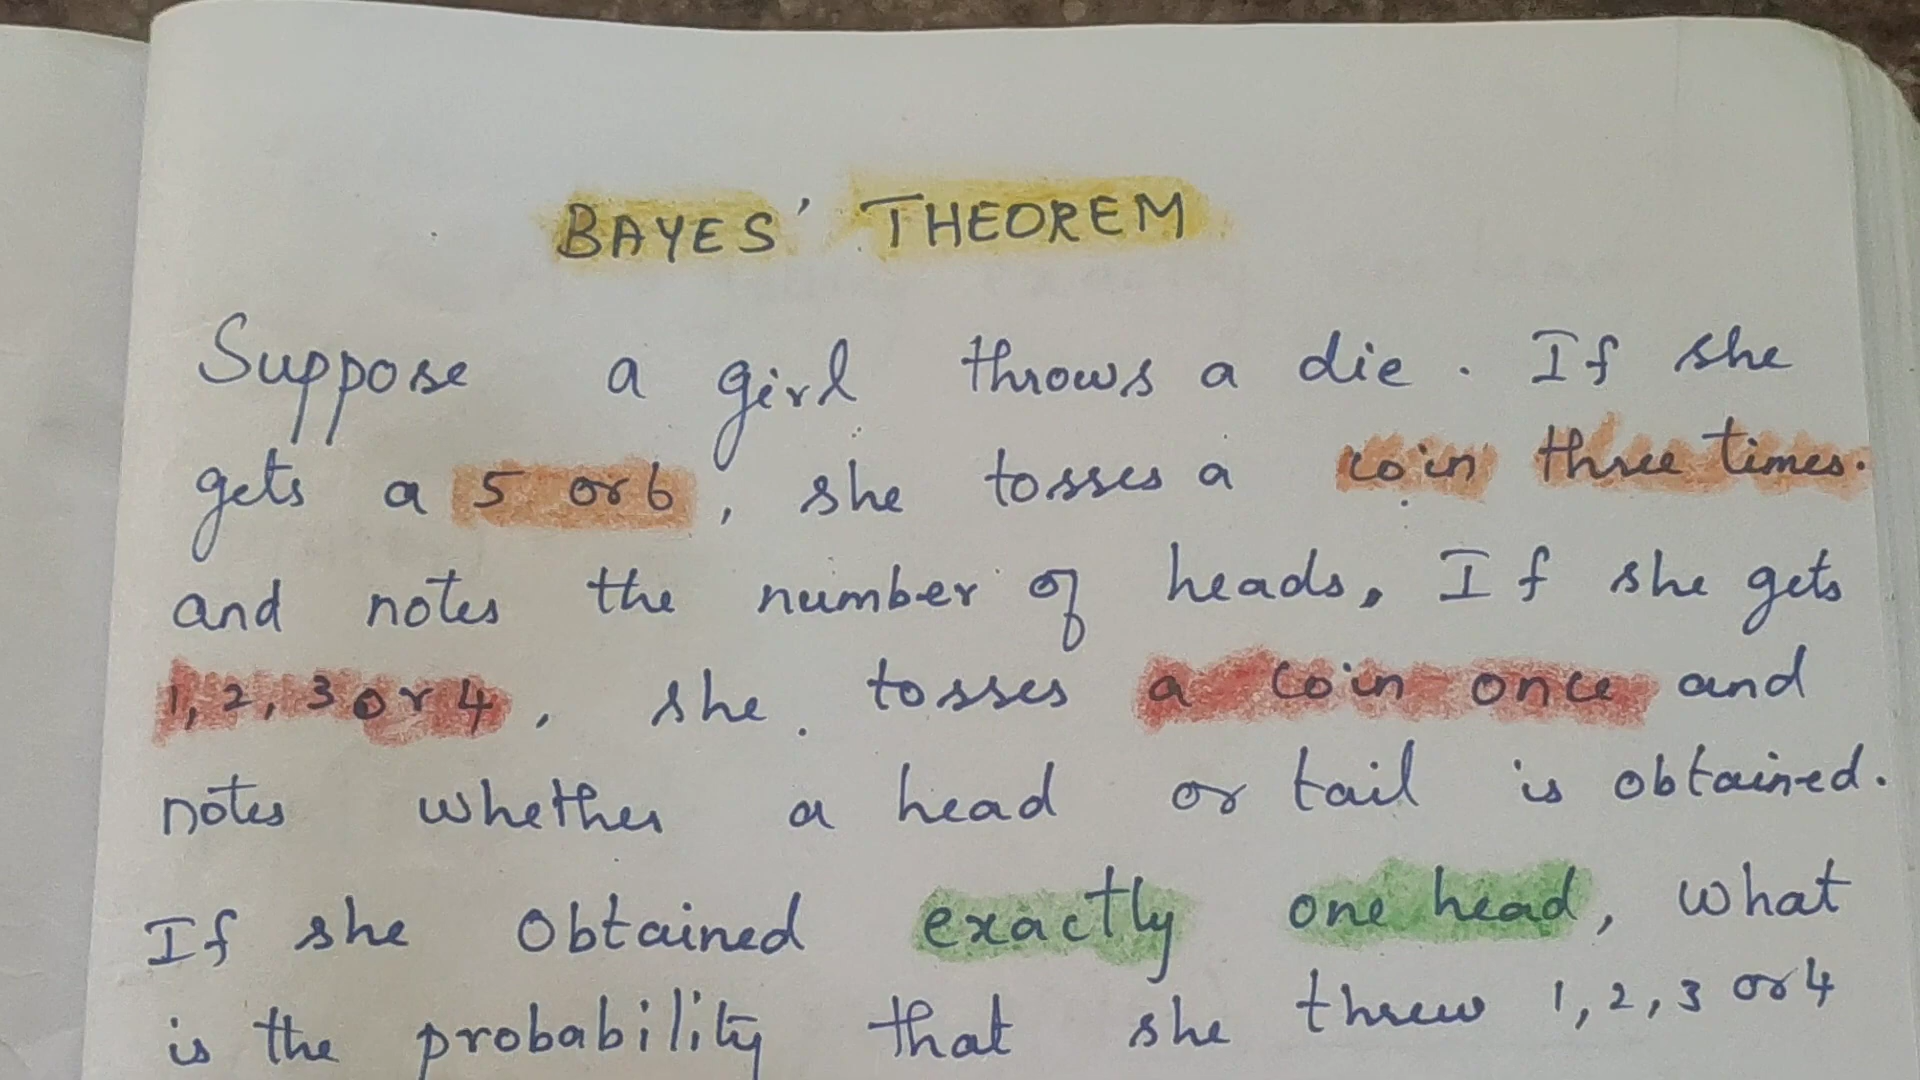 BAYES' THEOREM
Suppose a girl throws a die. If she
gets a 5 or 6, she tosses a coin three times.
and notes the number of heads. If she gets
1, 2, 3 or 4, she tosses a coin once and
notes whether a head or tail is obtained.
If she obtained exactly one head, what
is the probability that she threw 1, 2, 3 or 4